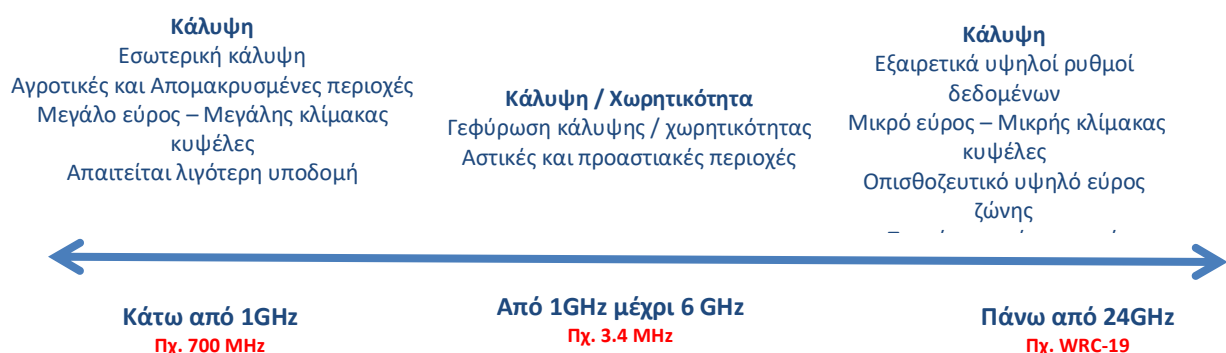 Κάλυψη
Εσωτερική κάλυψη
Αγροτικές και Απομακρυσμένες περιοχές
Μεγάλο εύρος – Μεγάλης κλίμακας
κυψέλες
Απαιτείται λιγότερη υποδομή
Κάλυψη / Χωρητικότητα
Γεφύρωση κάλυψης / χωρητικότητας
Αστικές και προαστιακές περιοχές
Κάλυψη
Εξαιρετικά υψηλοί ρυθμοί
δεδομένων
Μικρό εύρος – Μικρής κλίμακας
κυψέλες
Οπισθοζευτικό υψηλό εύρος
ζώνης
Κάτω από 1GHz
Πχ. 700 MHz
Από 1GHz μέχρι 6 GHz
Πχ. 3.4 MHz
Πάνω από 24GHz
Πχ. WRC-19